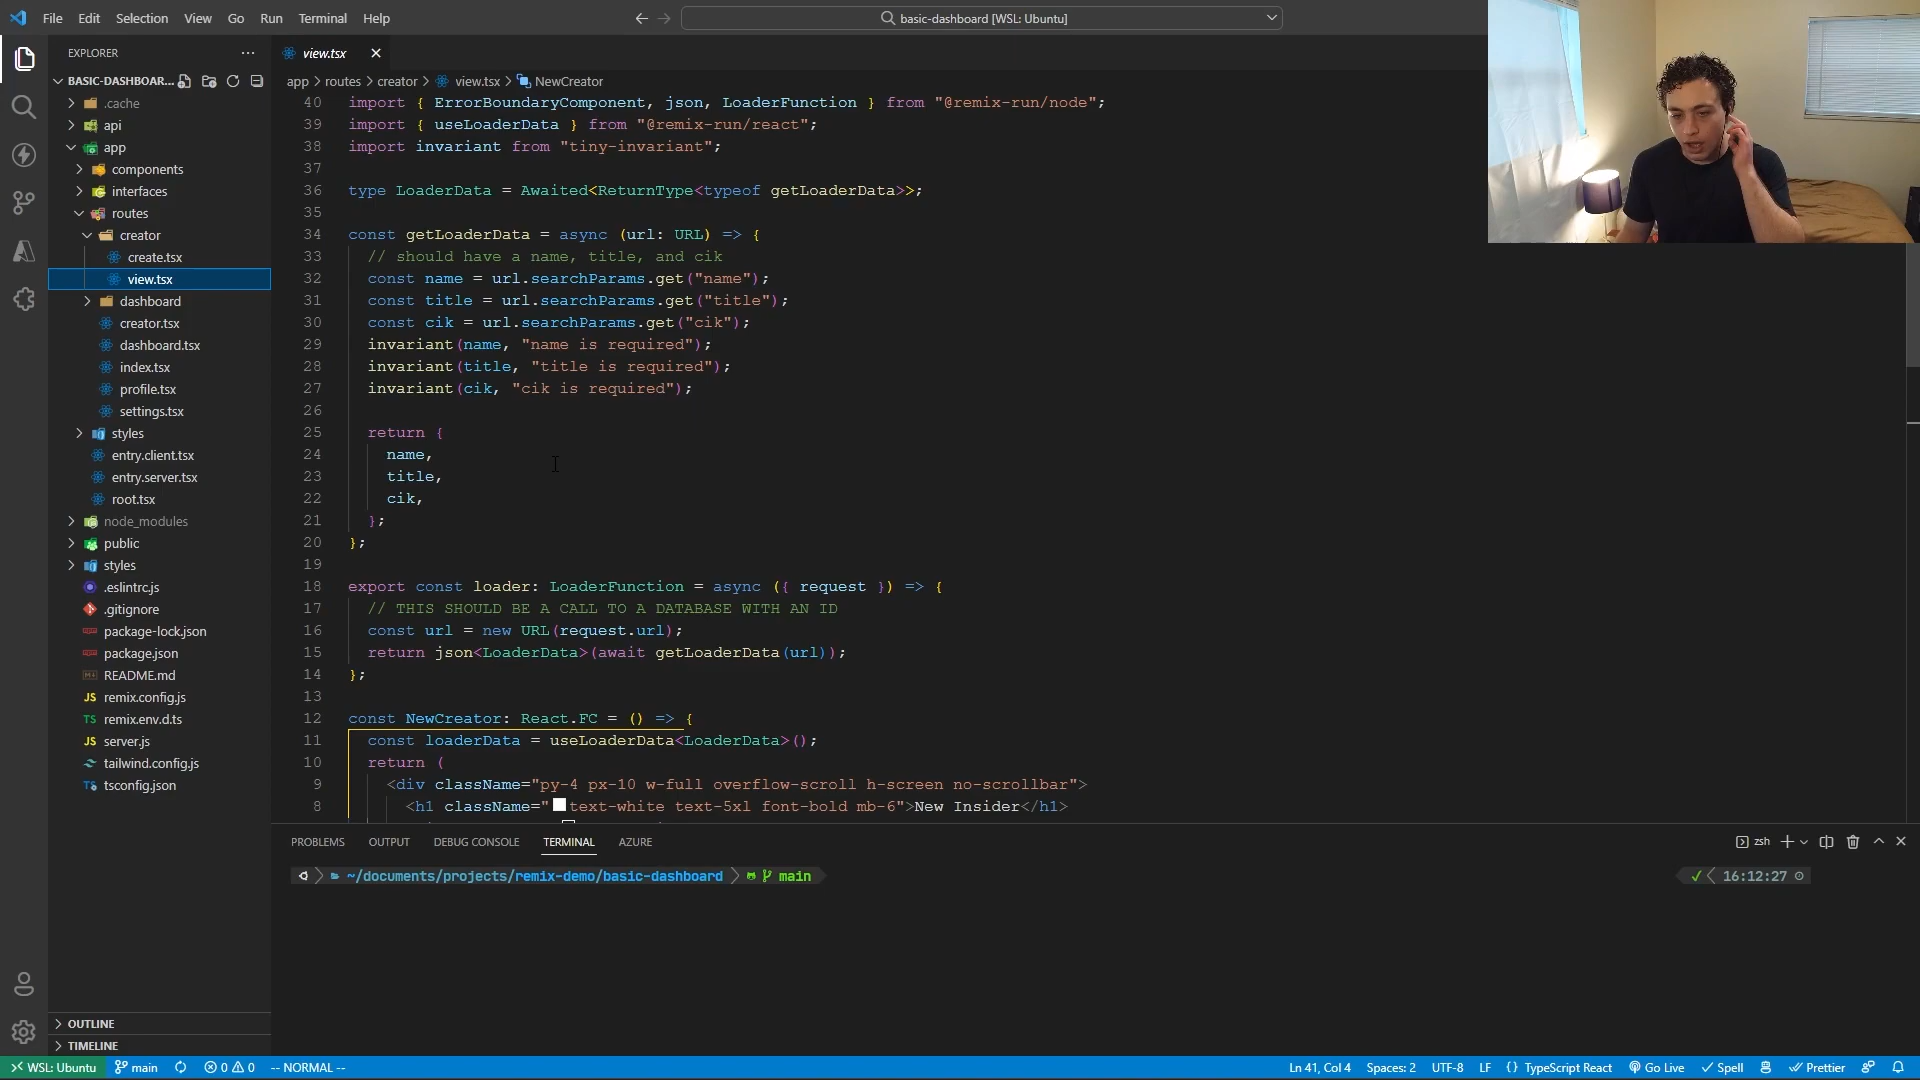 File Edit Selection View Go Run Terminal Help
basic-dashboard [WSL: Ubuntu]
EXPLORER
BASIC-DASHBOAR...
.cache
api
app
components
interfaces
routes
creator
create.tsx
view.tsx
dashboard
creator.tsx
dashboard.tsx
index.tsx
profile.tsx
settings.tsx
styles
entry.client.tsx
entry.server.tsx
root.tsx
node_modules
public
styles
.eslintrc.js
.gitignore
package-lock.json
package.json
README.md
remix.config.js
remix.env.d.ts
server.js
tailwind.config.js
tsconfig.json
OUTLINE
TIMELINE
view.tsx
app > routes > creator > view.tsx > NewCreator
40 import { ErrorBoundaryComponent, json, LoaderFunction } from "@remix-run/node";
39 import { useLoaderData } from "@remix-run/react";
38 import invariant from "tiny-invariant";
37
36 type LoaderData = Awaited<ReturnType<typeof getLoaderData>>;
35
34 const getLoaderData = async (url: URL) => {
33 // should have a name, title, and cik
32 const name = url.searchParams.get("name");
31 const title = url.searchParams.get("title");
30 const cik = url.searchParams.get("cik");
29 invariant(name, "name is required");
28 invariant(title, "title is required");
27 invariant(cik, "cik is required");
26
25 return {
24 name,
23 title,
22 cik,
21 };
20 };
19
18 export const loader: LoaderFunction = async ({ request }) => {
17 // THIS SHOULD BE A CALL TO A DATABASE WITH AN ID
16 const url = new URL(request.url);
15 return json<LoaderData>(await getLoaderData(url));
14 };
13
12 const NewCreator: React.FC = () => {
11 const loaderData = useLoaderData<LoaderData>();
10 return (
9 <div className="py-4 px-10 w-full overflow-scroll h-screen no-scrollbar">
8 <h1 className="text-white text-5xl font-bold mb-6">New Insider</h1>
PROBLEMS OUTPUT DEBUG CONSOLE TERMINAL AZURE
zsh
~/documents/projects/remix-demo/basic-dashboard main
16:12:27
WSL: Ubuntu main 0 0 -- NORMAL --
Ln 41, Col 4 Spaces: 2 UTF-8 LF {} TypeScript React Go Live Spell Prettier